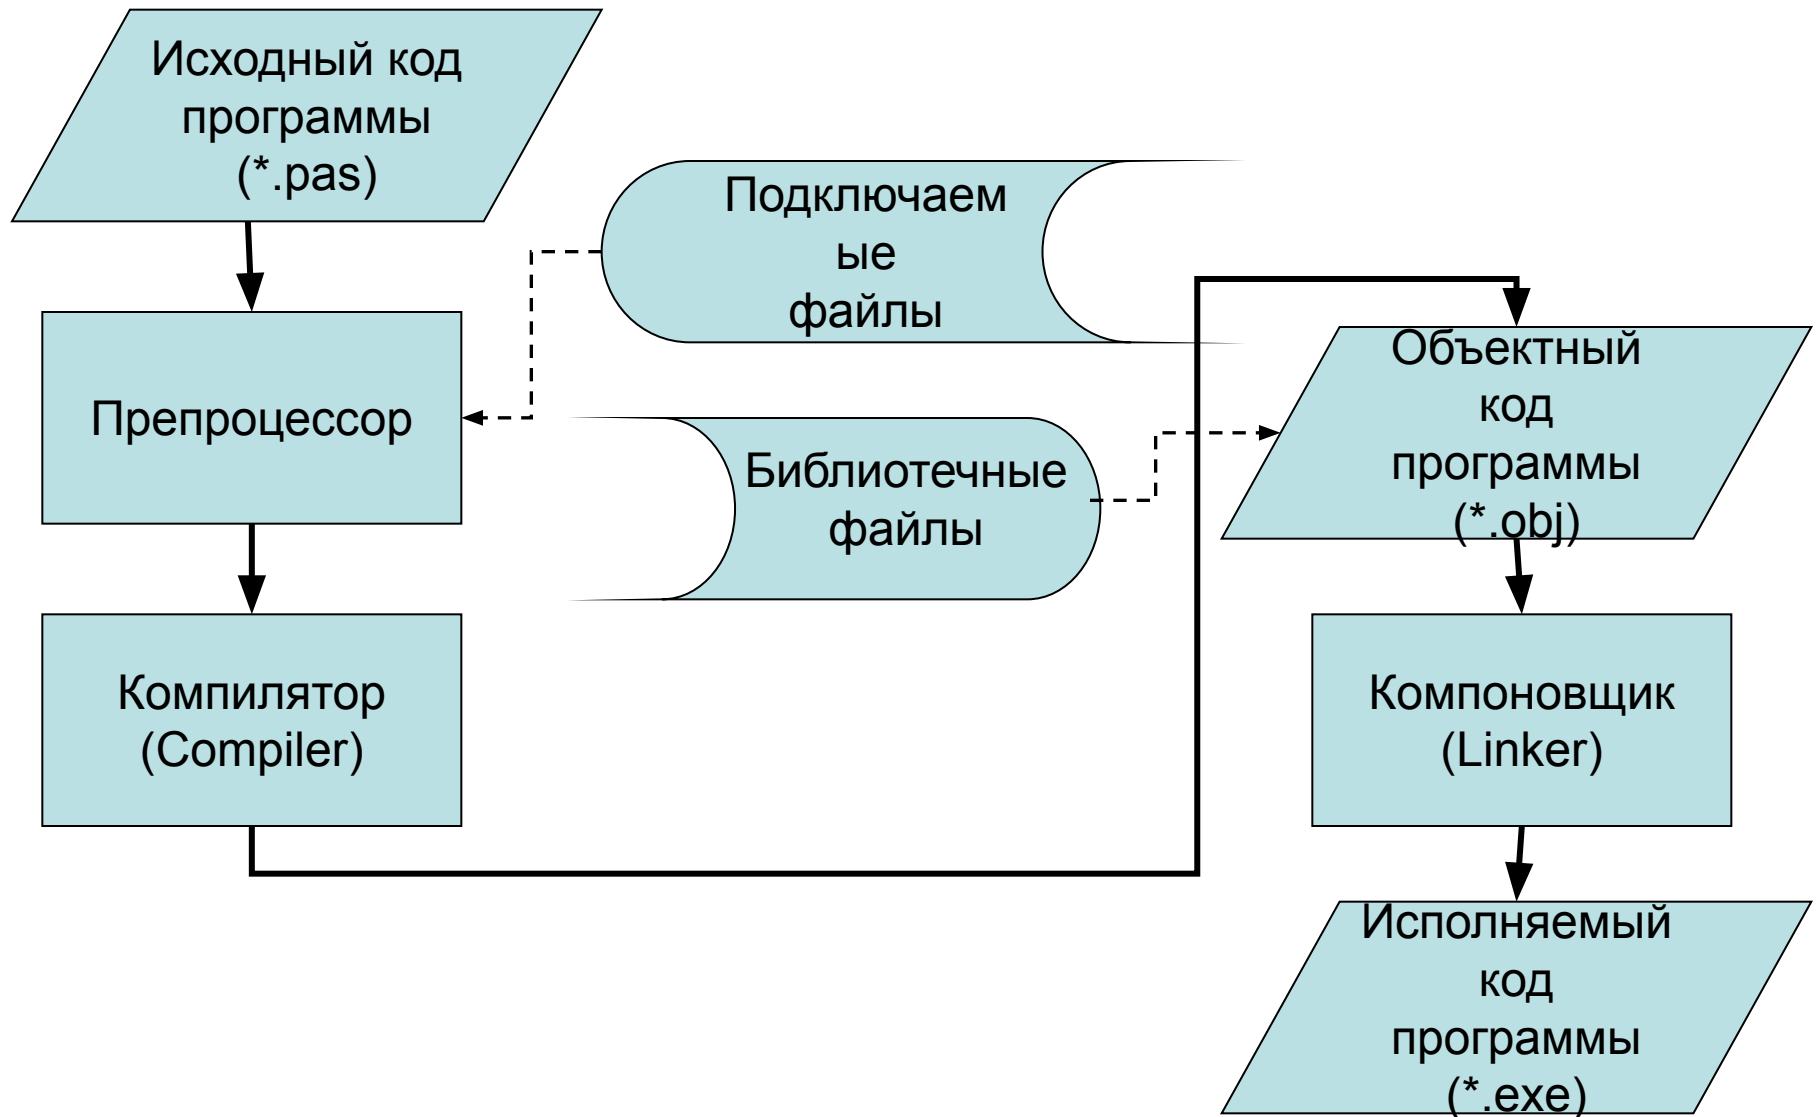 Исходный код
программы
(*.pas)
Подключаем
ые
файлы
Препроцессор
Библиотечные
файлы
Объектный
код
программы
(*.obj)
Компилятор
(Compiler)
Компоновщик
(Linker)
Исполняемый
код
программы
(*.exe)